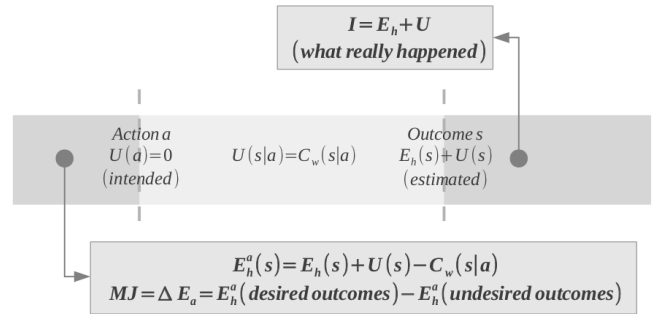 I=E_h+U
(what really happened)
Action a
U(a)=0
(intended)
U(s|a)=C_w(s|a)
Outcome s
E_h(s)+U(s)
(estimated)
E_h^a(s)=E_h(s)+U(s)−C_w(s|a)
MJ=Δ E_a=E_h^a(desired outcomes)−E_h^a(undesired outcomes)